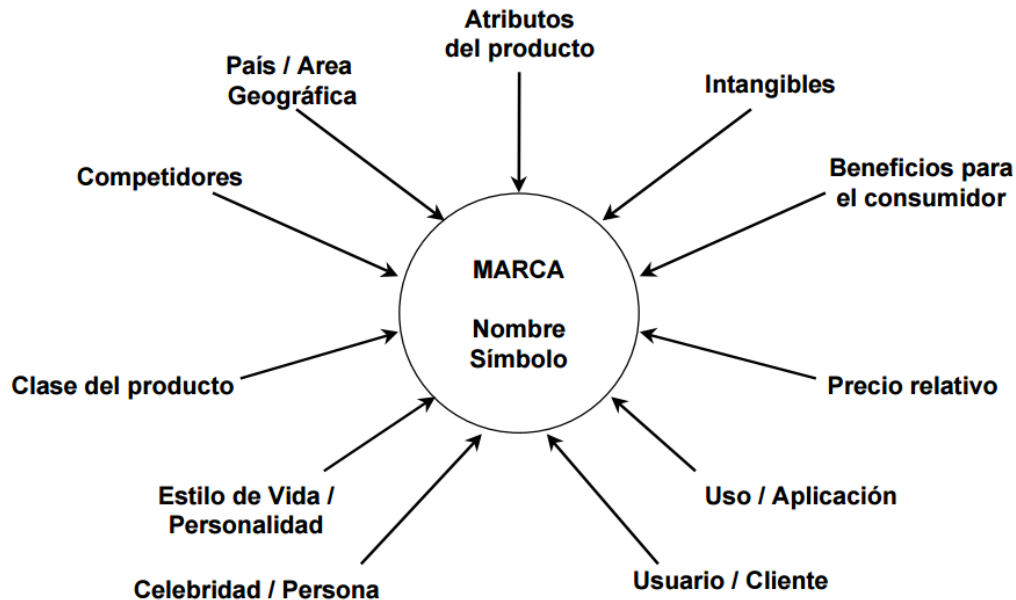 Atributos
del producto
País / Area
Geográfica
Intangibles
Competidores
Beneficios para
el consumidor
MARCA
Nombre
Símbolo
Clase del producto
Precio relativo
Estilo de Vida /
Personalidad
Uso / Aplicación
Celebridad / Persona
Usuario / Cliente